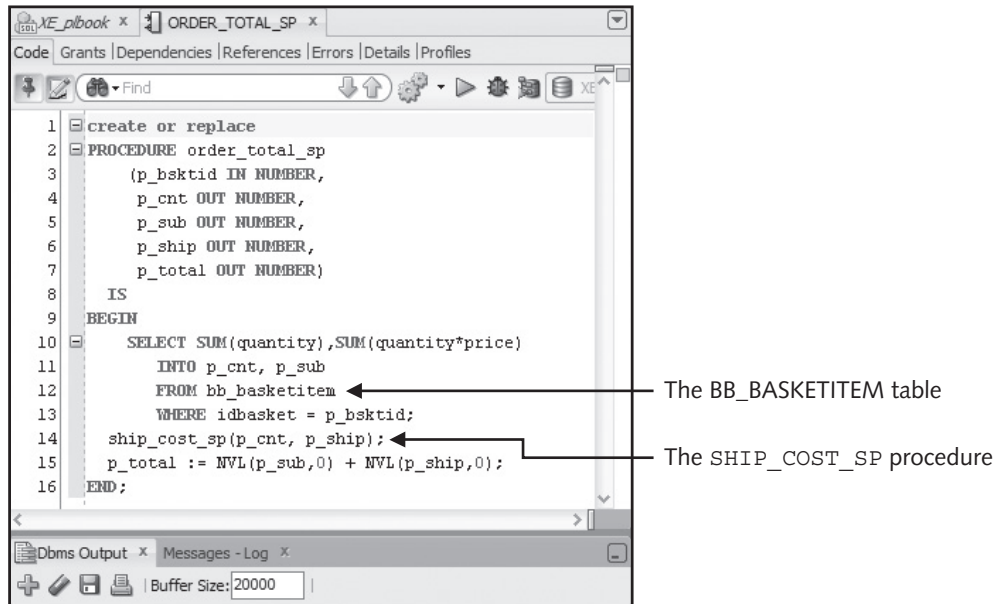 XE_plbook x ORDER_TOTAL_SP x
Code Grants |Dependencies |References |Errors |Details |Profiles
Find XE
1 create or replace
2 PROCEDURE order_total_sp
3 (p_bsktid IN NUMBER,
4 p_cnt OUT NUMBER,
5 p_sub OUT NUMBER,
6 p_ship OUT NUMBER,
7 p_total OUT NUMBER)
8 IS
9 BEGIN
10 SELECT SUM(quantity),SUM(quantity*price)
11 INTO p_cnt, p_sub
12 FROM bb_basketitem
The BB_BASKETITEM table
13 WHERE idbasket = p_bsktid;
14 ship_cost_sp(p_cnt, p_ship);
15 p_total := NVL(p_sub,0) + NVL(p_ship,0);
The SHIP_COST_SP procedure
16 END;
Dbms Output x Messages - Log x
Buffer Size: 20000